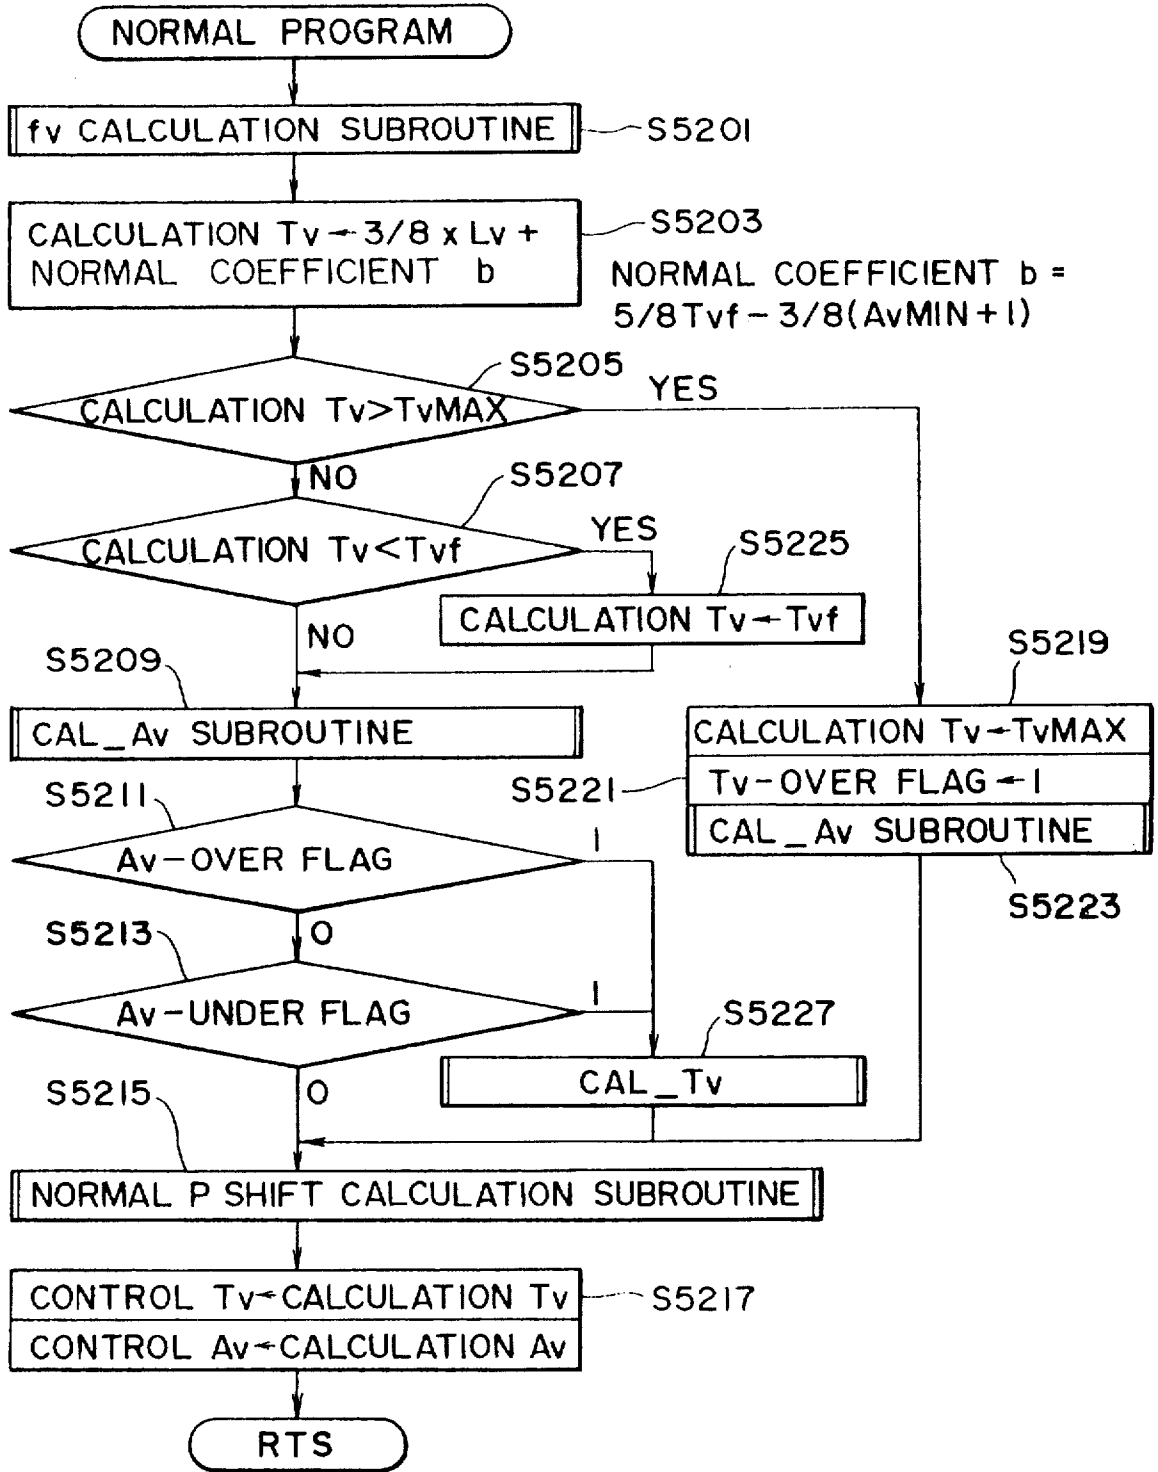 NORMAL PROGRAM
fv CALCULATION SUBROUTINE
S5201
CALCULATION Tv←3/8 x Lv +
NORMAL COEFFICIENT b
S5203
NORMAL COEFFICIENT b =
5/8Tvf-3/8(AvMIN+1)
S5205
CALCULATION Tv>TvMAX
YES
NO
S5207
CALCULATION Tv<Tvf
YES
S5225
CALCULATION Tv←Tvf
NO
S5209
CAL_Av SUBROUTINE
S5219
CALCULATION Tv←TvMAX
S5221
Tv-OVER FLAG←1
CAL_Av SUBROUTINE
S5223
S5211
Av-OVER FLAG
1
0
S5213
Av-UNDER FLAG
1
0
S5227
CAL_Tv
S5215
NORMAL P SHIFT CALCULATION SUBROUTINE
CONTROL Tv←CALCULATION Tv
S5217
CONTROL Av←CALCULATION Av
RTS